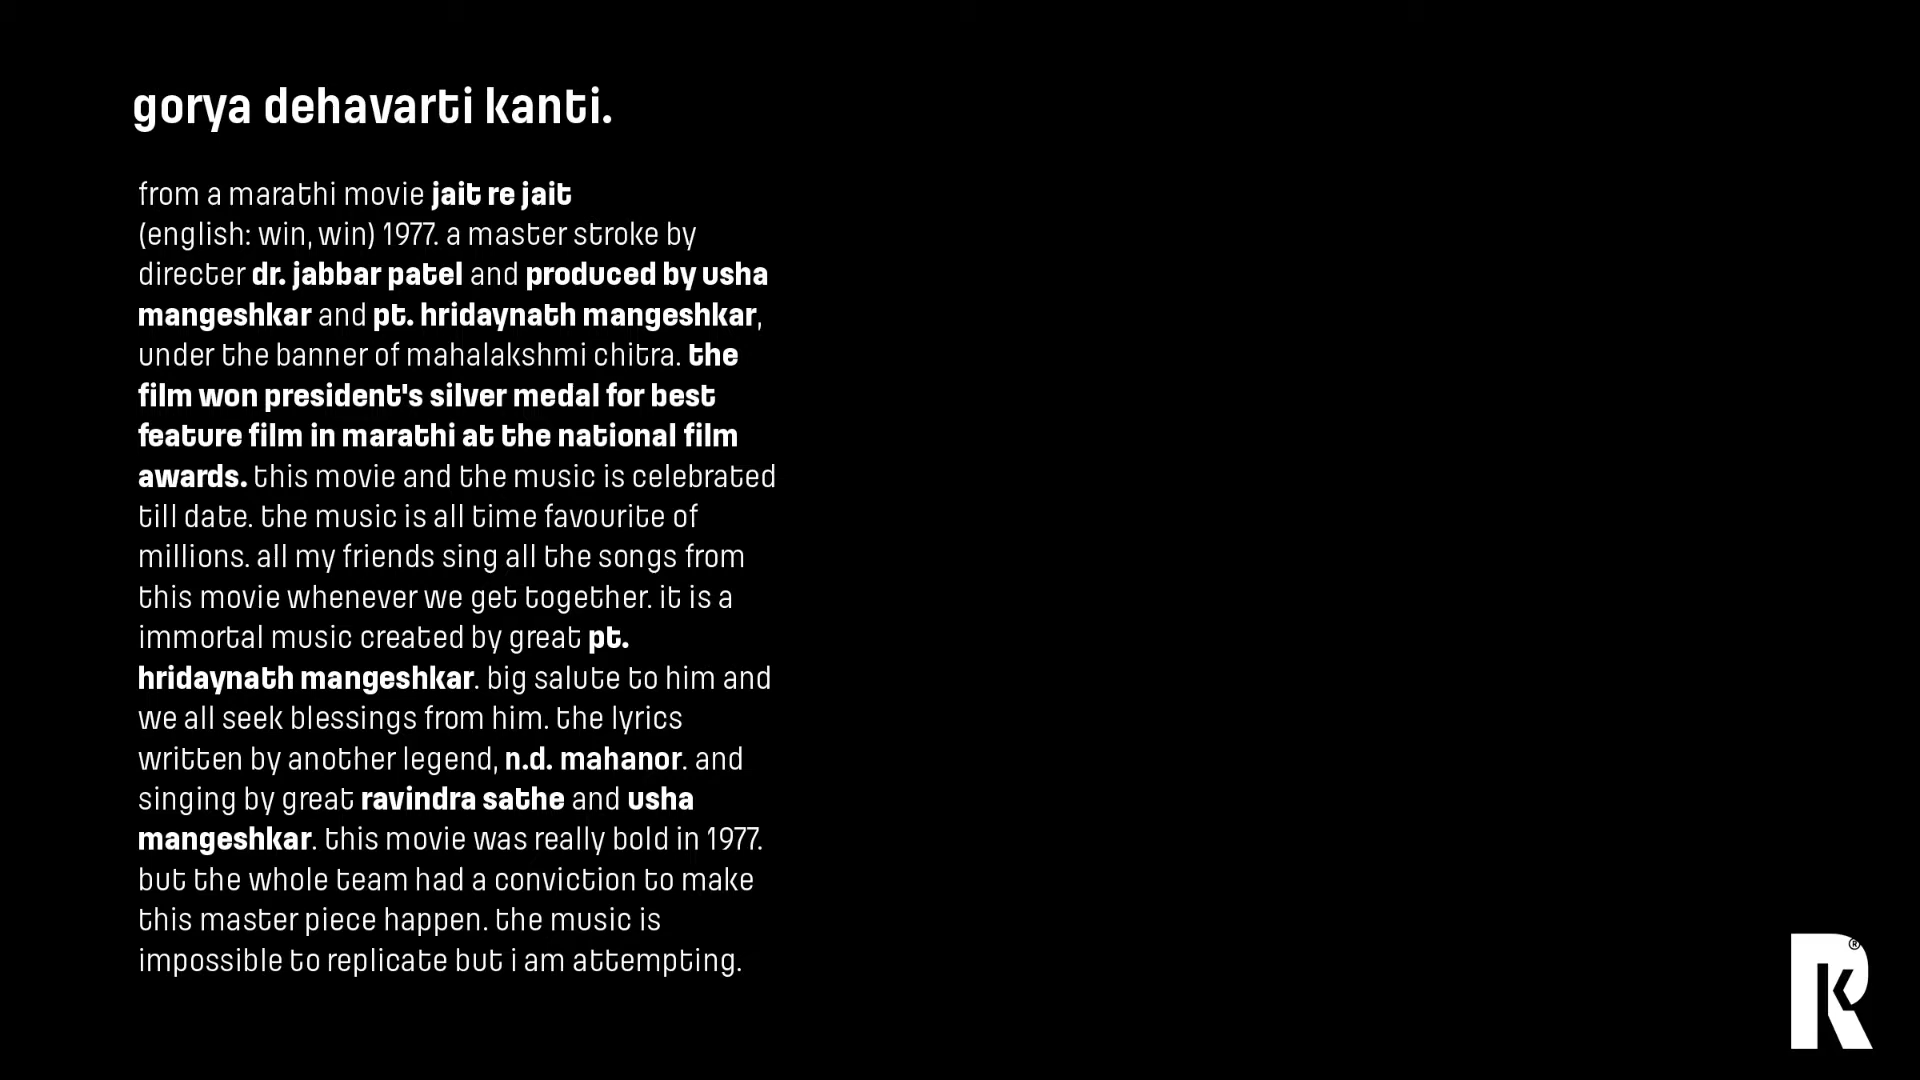 gorya dehavarti kanti.
from a marathi movie jait re jait
(english: win, win) 1977. a master stroke by
directer dr. jabbar patel and produced by usha
mangeshkar and pt. hridaynath mangeshkar,
under the banner of mahalakshmi chitra. the
film won president's silver medal for best
feature film in marathi at the national film
awards. this movie and the music is celebrated
till date. the music is all time favourite of
millions. all my friends sing all the songs from
this movie whenever we get together. it is a
immortal music created by great pt.
hridaynath mangeshkar. big salute to him and
we all seek blessings from him. the lyrics
written by another legend, n.d. mahanor. and
singing by great ravindra sathe and usha
mangeshkar. this movie was really bold in 1977.
but the whole team had a conviction to make
this master piece happen. the music is
impossible to replicate but i am attempting.
RK®